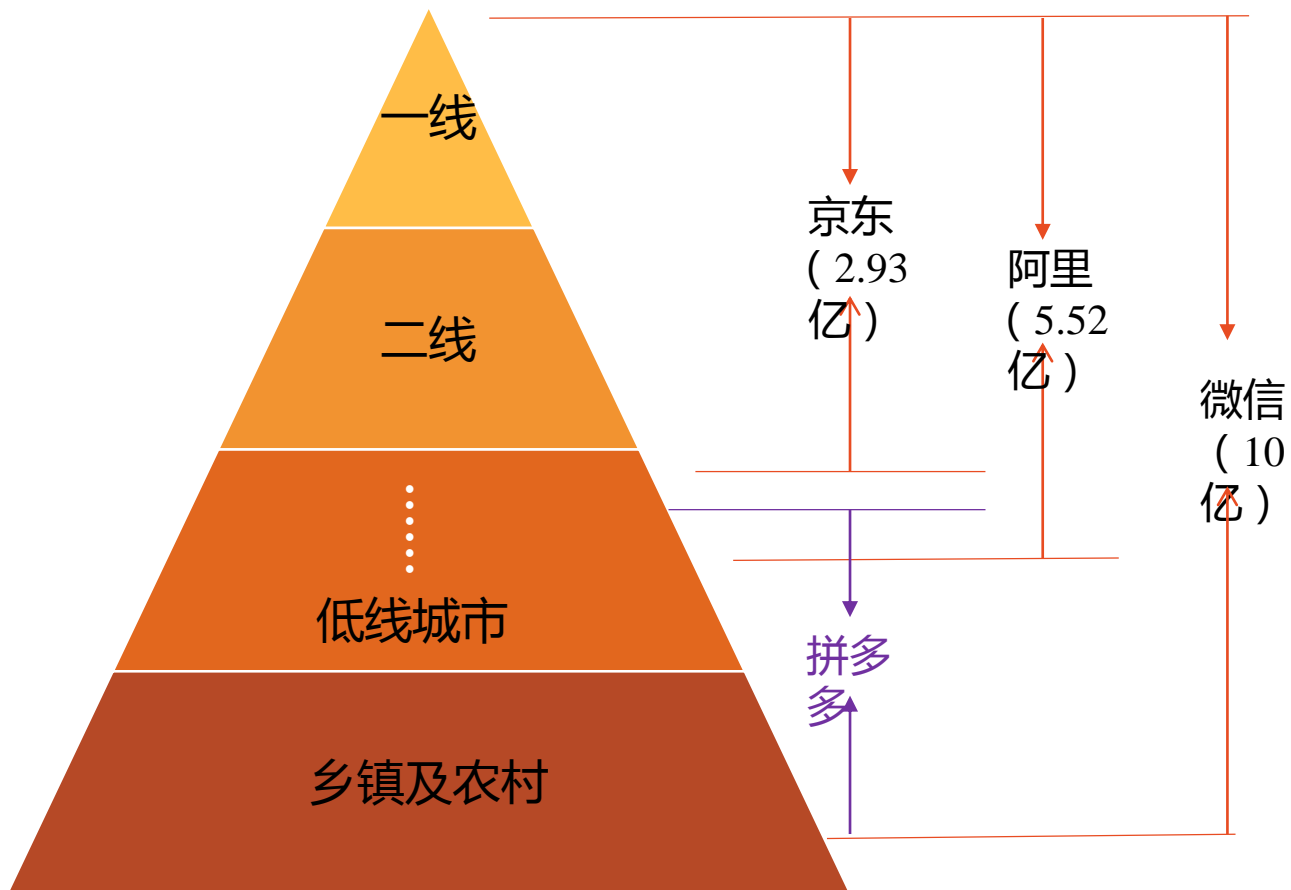 一线
二线
低线城市
乡镇及农村
京东
（2.93
亿）
阿里
（5.52
亿）
微信
（10
亿）
拼多
多